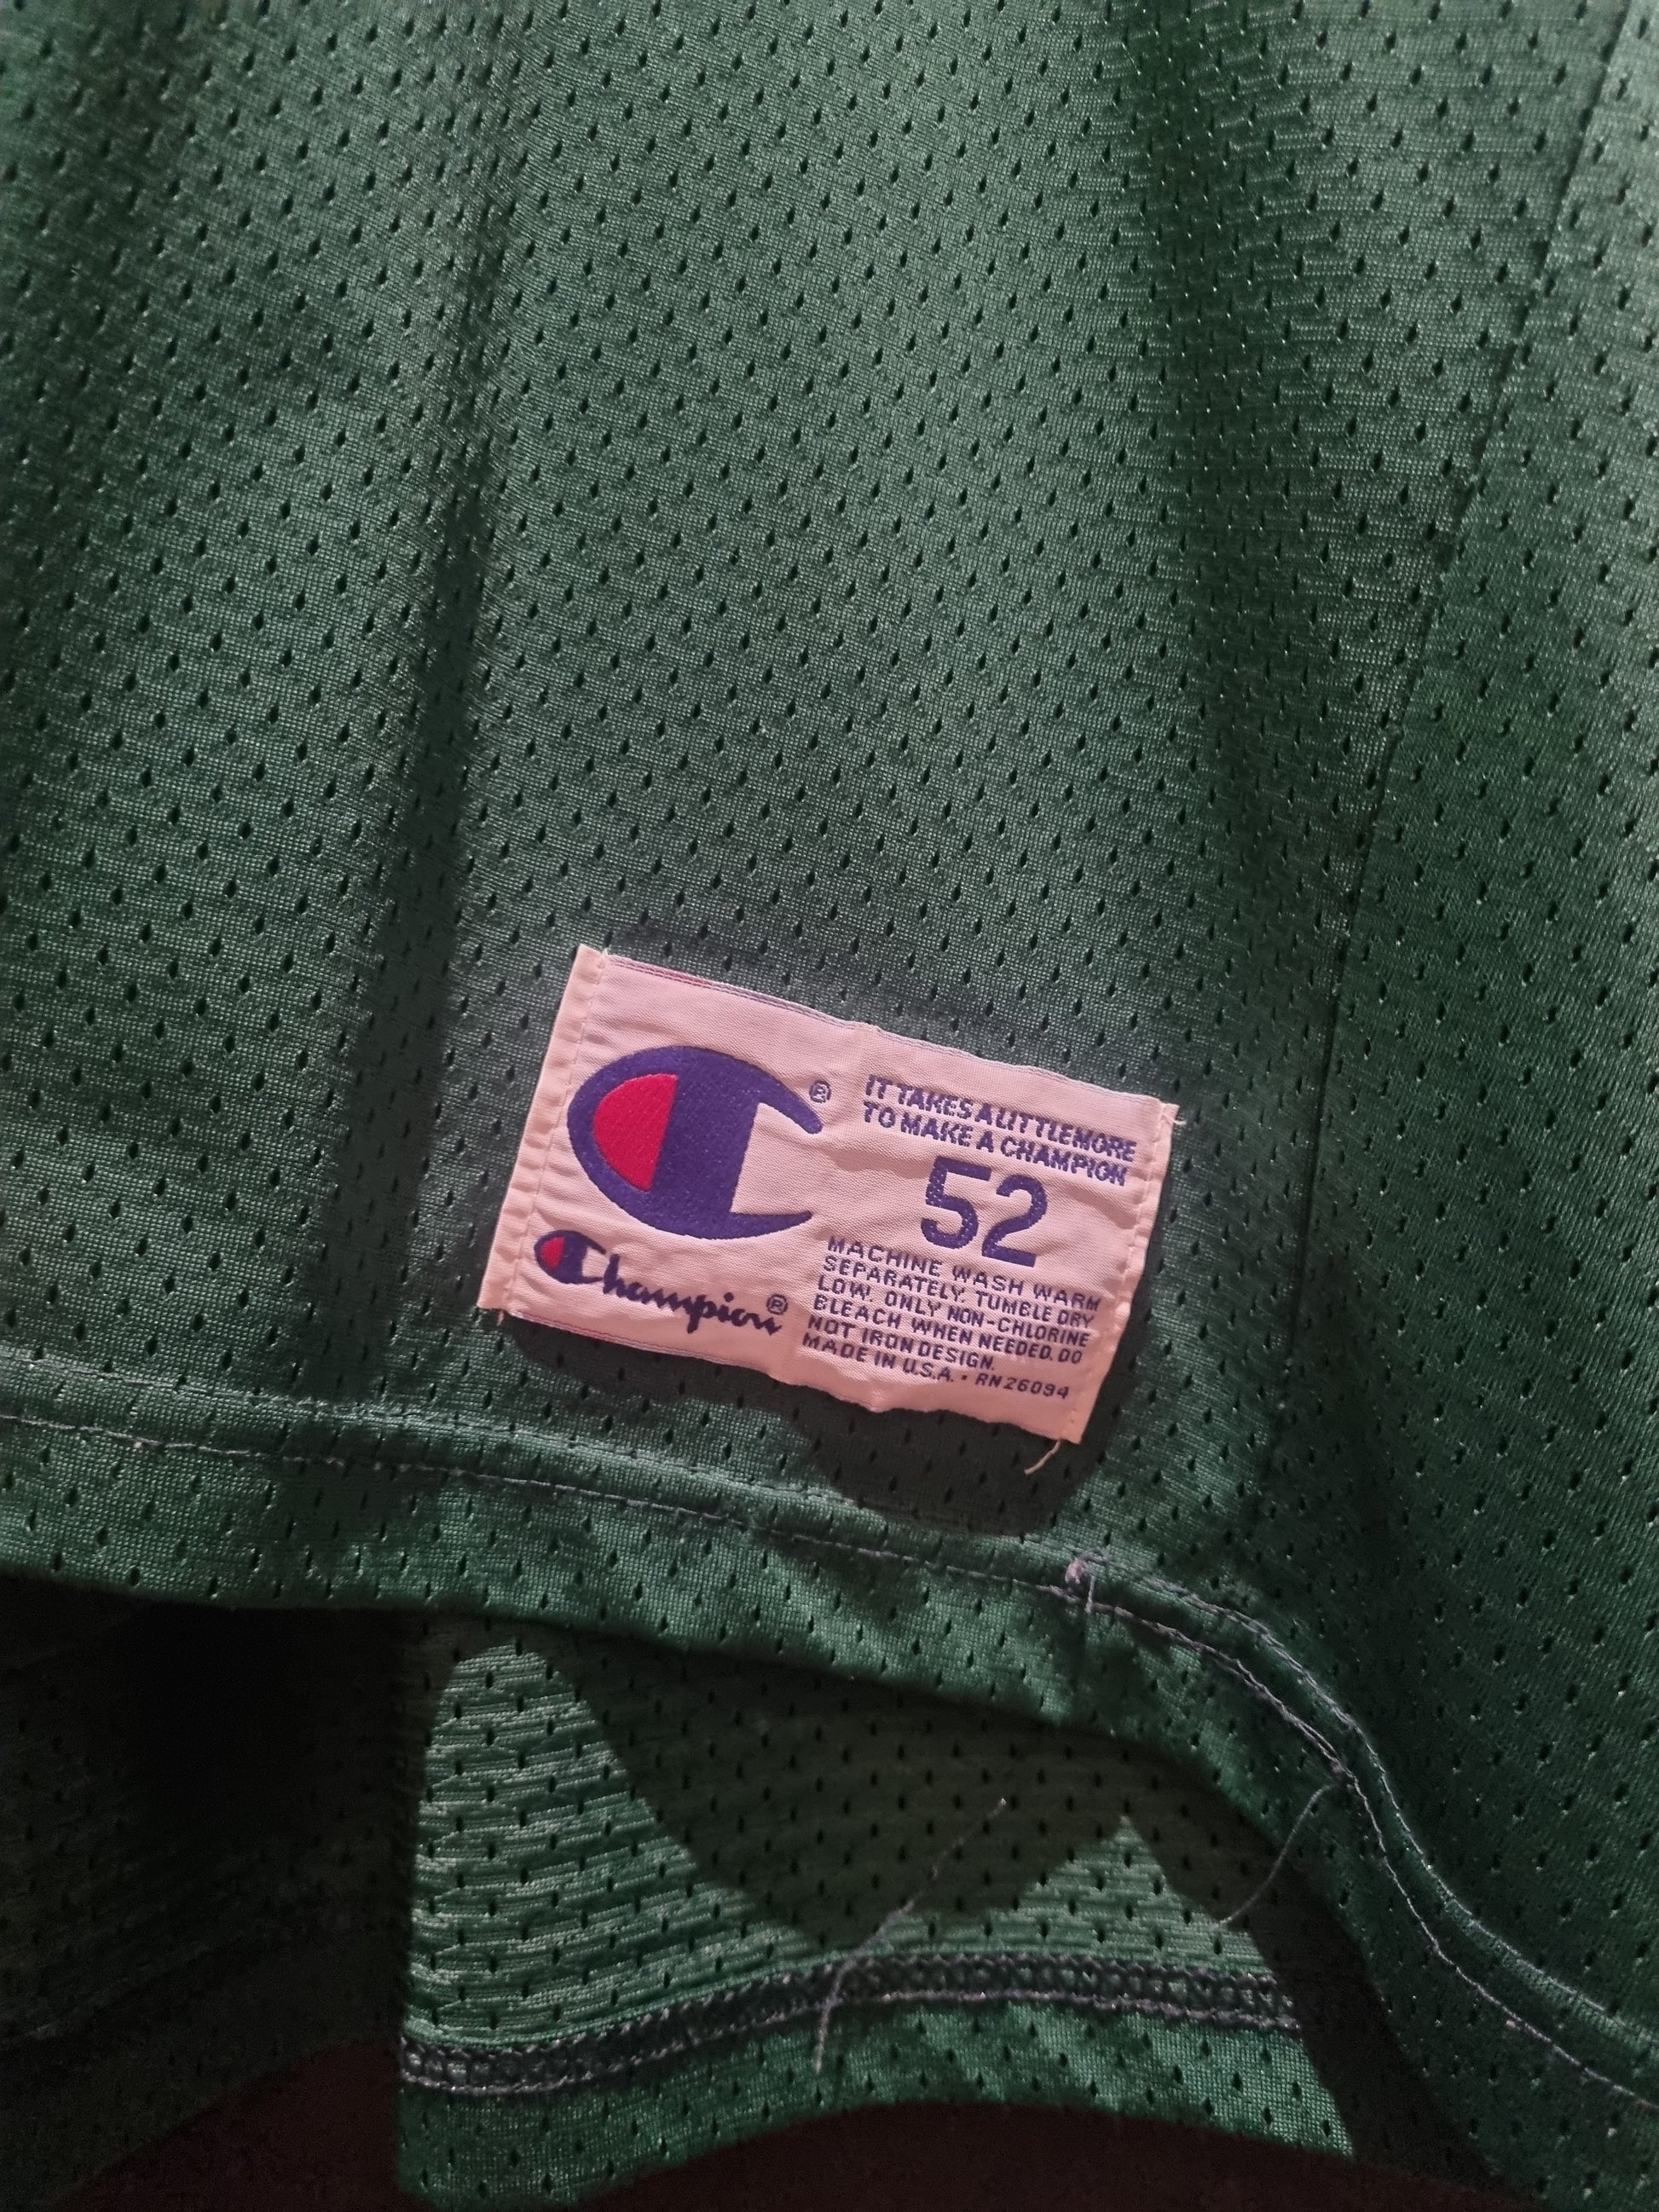 ®
IT TAKES A LITTLE MORE
TO MAKE A CHAMPION
52
Champion®
MACHINE WASH WARM
SEPARATELY. TUMBLE DRY
LOW. ONLY NON-CHLORINE
BLEACH WHEN NEEDED. DO
NOT IRON DESIGN.
MADE IN U.S.A. • RN26094